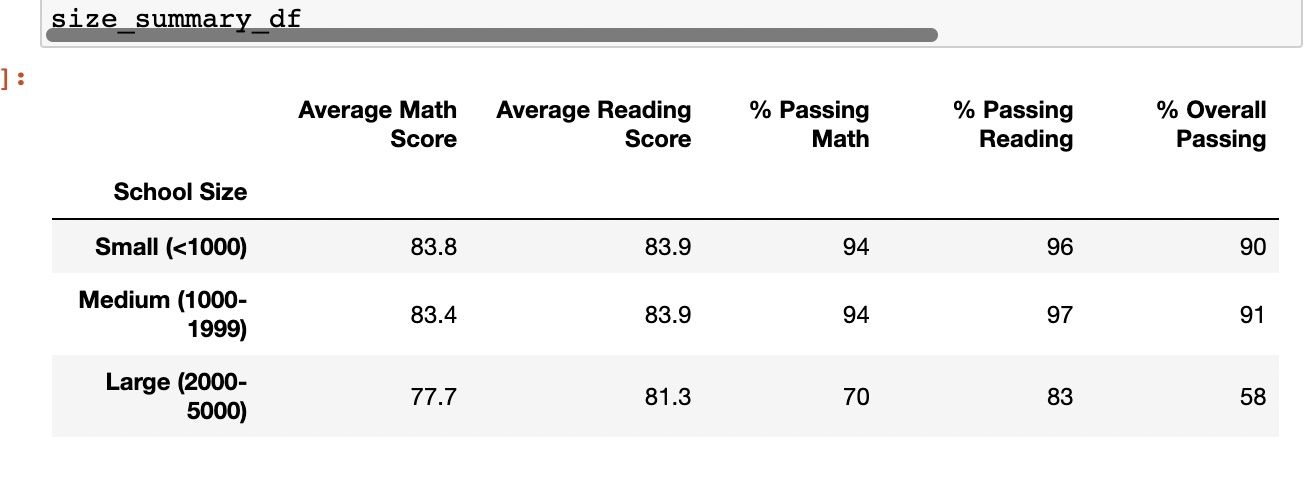 size_summary_df
]:
Average Math Score Average Reading Score % Passing Math % Passing Reading % Overall Passing
School Size
Small (<1000) 83.8 83.9 94 96 90
Medium (1000-1999) 83.4 83.9 94 97 91
Large (2000-5000) 77.7 81.3 70 83 58